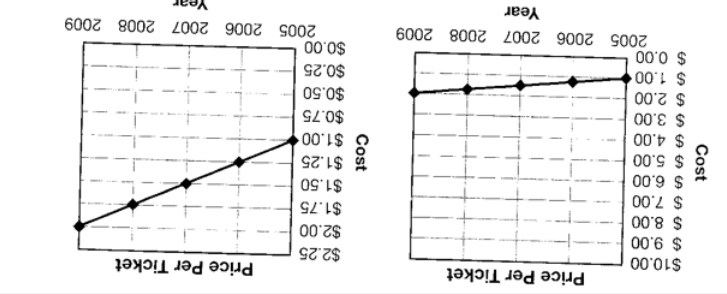 Price Per Ticket
$10.00
$ 9.00
$ 8.00
$ 7.00
$ 6.00
$ 5.00
$ 4.00
$ 3.00
$ 2.00
$ 1.00
$ 0.00
Cost
2005 2006 2007 2008 2009
Year
Price Per Ticket
$2.25
$2.00
$1.75
$1.50
$1.25
$1.00
$0.75
$0.50
$0.25
$0.00
Cost
2005 2006 2007 2008 2009
Year